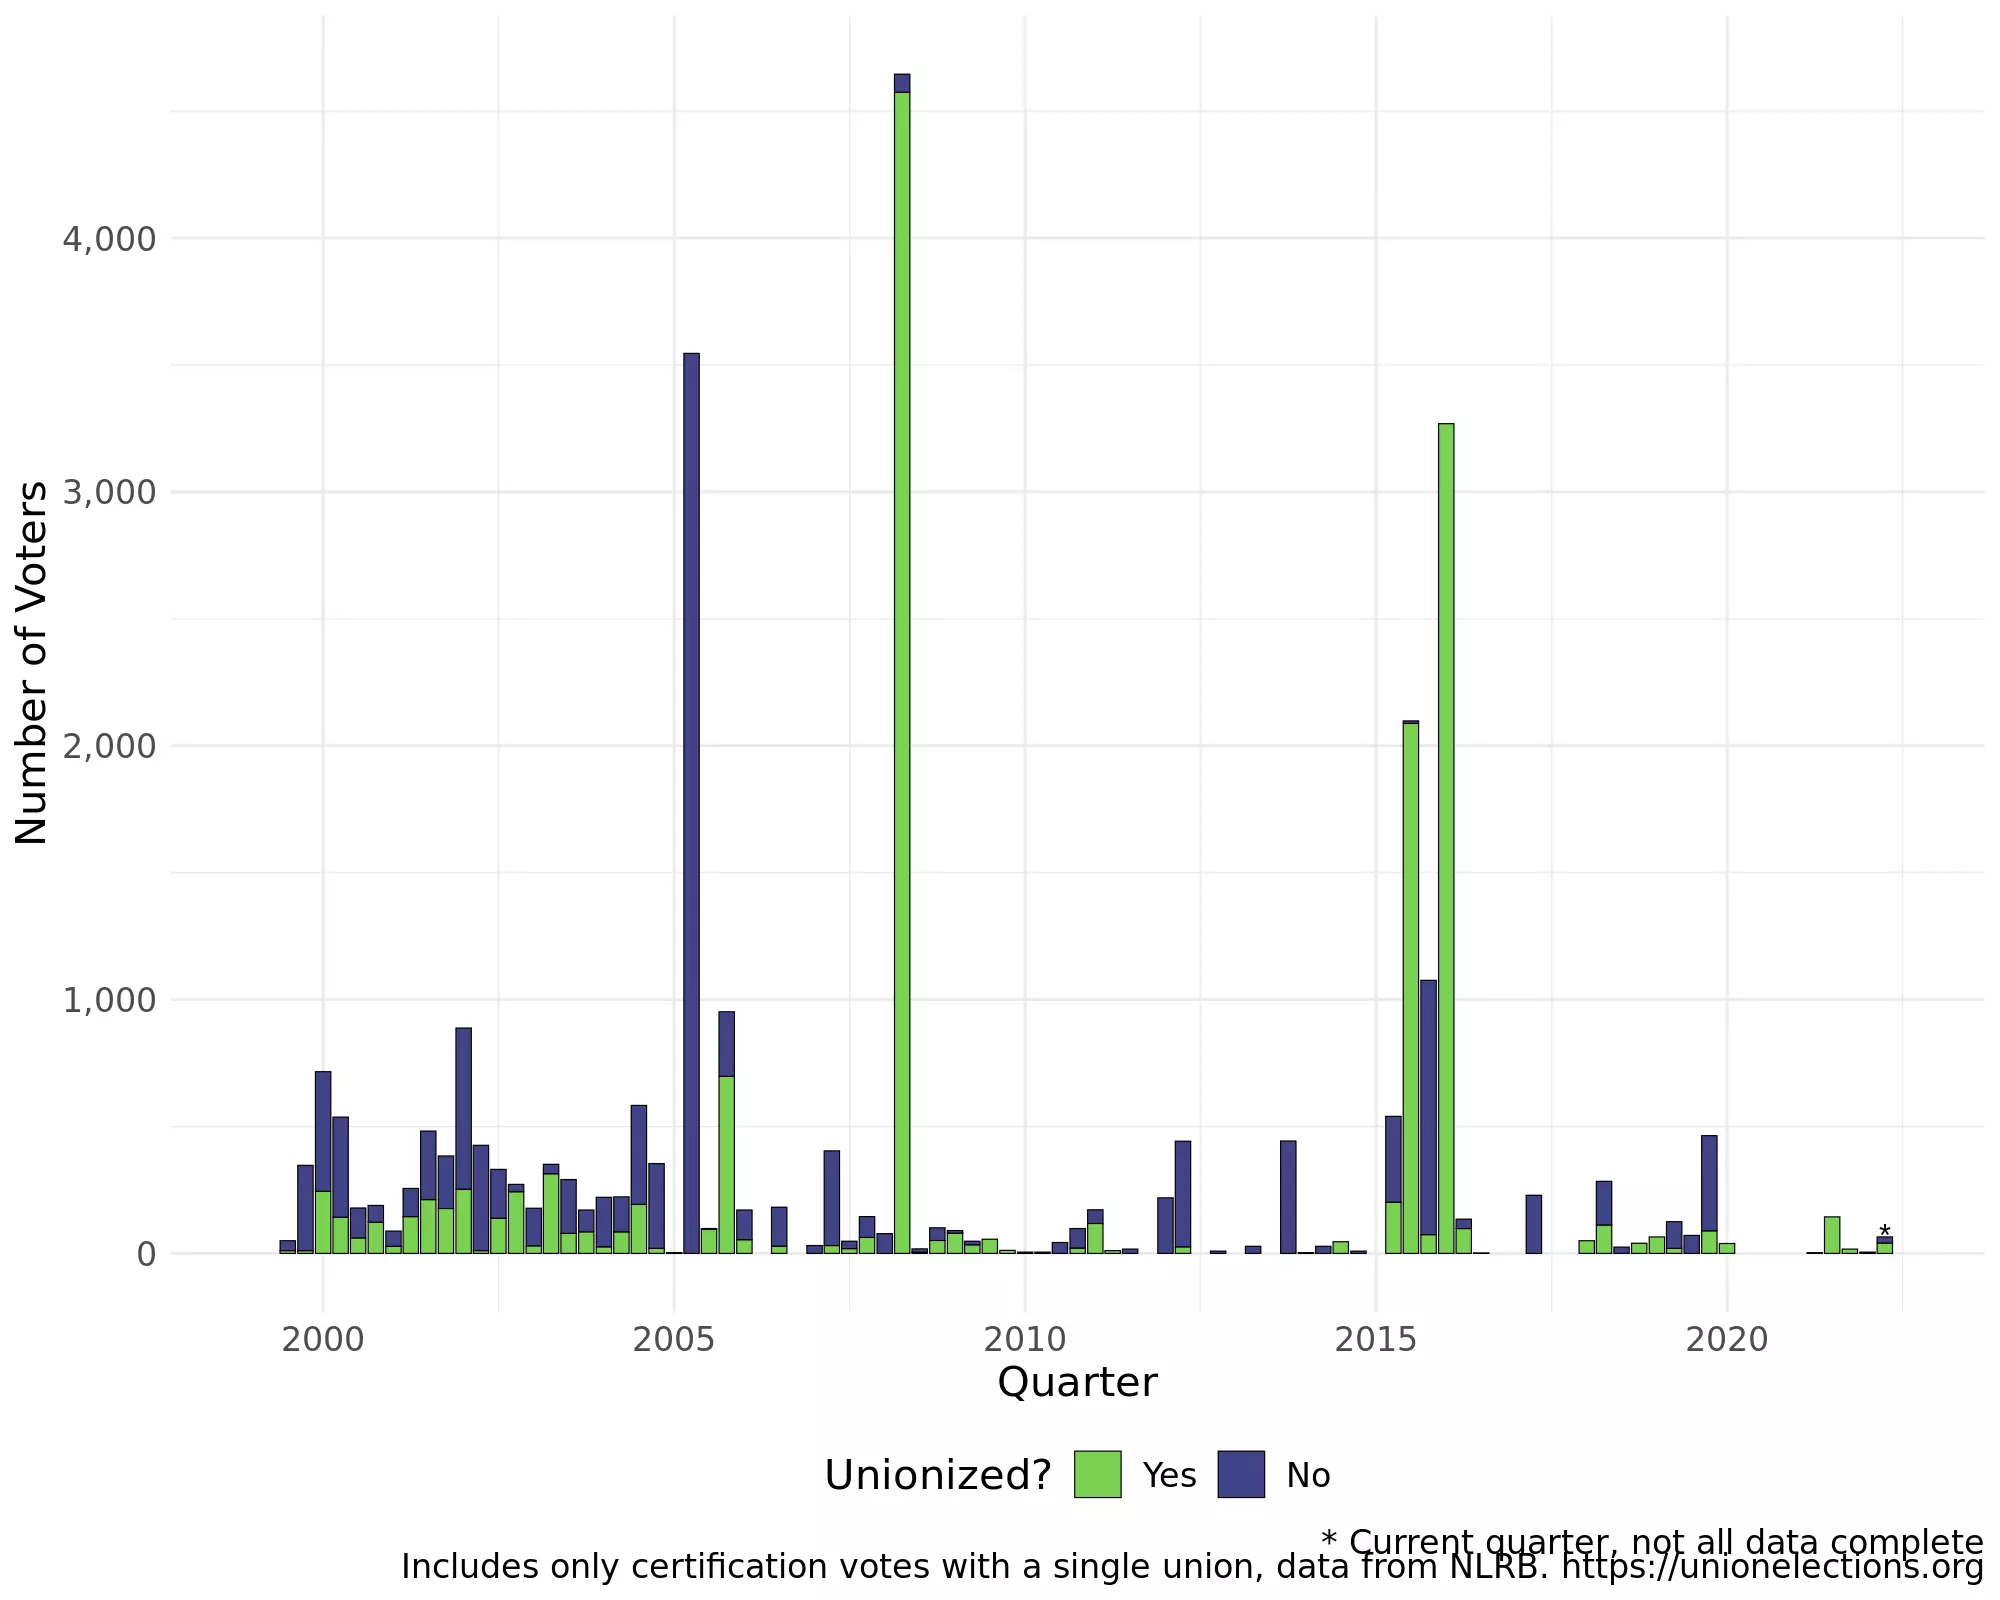 Number of Voters
4,000
3,000
2,000
1,000
0
*
2000 2005 2010 2015 2020
Quarter
Unionized? Yes No
* Current quarter, not all data complete
Includes only certification votes with a single union, data from NLRB. https://unionelections.org